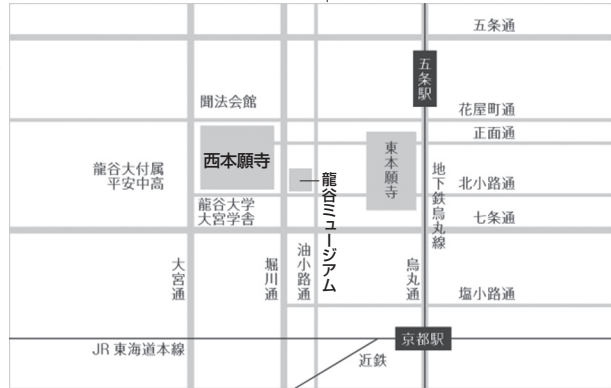 五条通
五条駅
聞法会館
花屋町通
正面通
西本願寺
東本願寺
龍谷大付属
平安中高
龍谷ミュージアム
地下鉄烏丸線
北小路通
龍谷大学
大宮学舎
七条通
大宮通
堀川通
油小路通
烏丸通
塩小路通
京都駅
JR東海道本線
近鉄